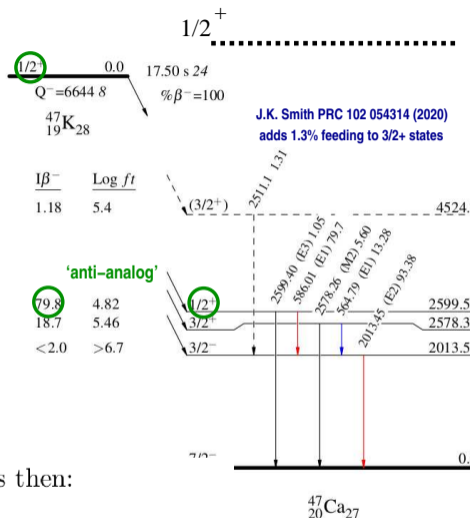 1/2⁺
1/2⁺ 0.0 17.50 s 24
Q⁻=6644 8 %β⁻=100
⁴⁷₁₉K₂₈
J.K. Smith PRC 102 054314 (2020)
adds 1.3% feeding to 3/2+ states
Iβ⁻ Log ft
2511.1 1.31
1.18 5.4 (3/2⁺) 4524.
2599.40 (E3) 1.05
586.01 (E1) 79.7
2578.26 (M2) 5.60
564.79 (E1) 13.28
2013.45 (E2) 93.38
'anti-analog'
79.8 4.82 1/2⁺ 2599.5
18.7 5.46 3/2⁺ 2578.3
<2.0 >6.7 3/2⁻ 2013.5
7/2⁻ 0.
s then:
⁴⁷₂₀Ca₂₇